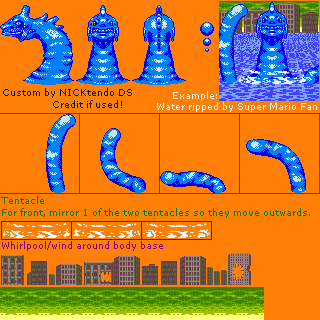 Custom by NICKtendo DS
Credit if used!
Example:
Water ripped by Super Mario Fan
Tentacle
For front, mirror 1 of the two tentacles so they move outwards.
Whirlpool/wind around body base
W